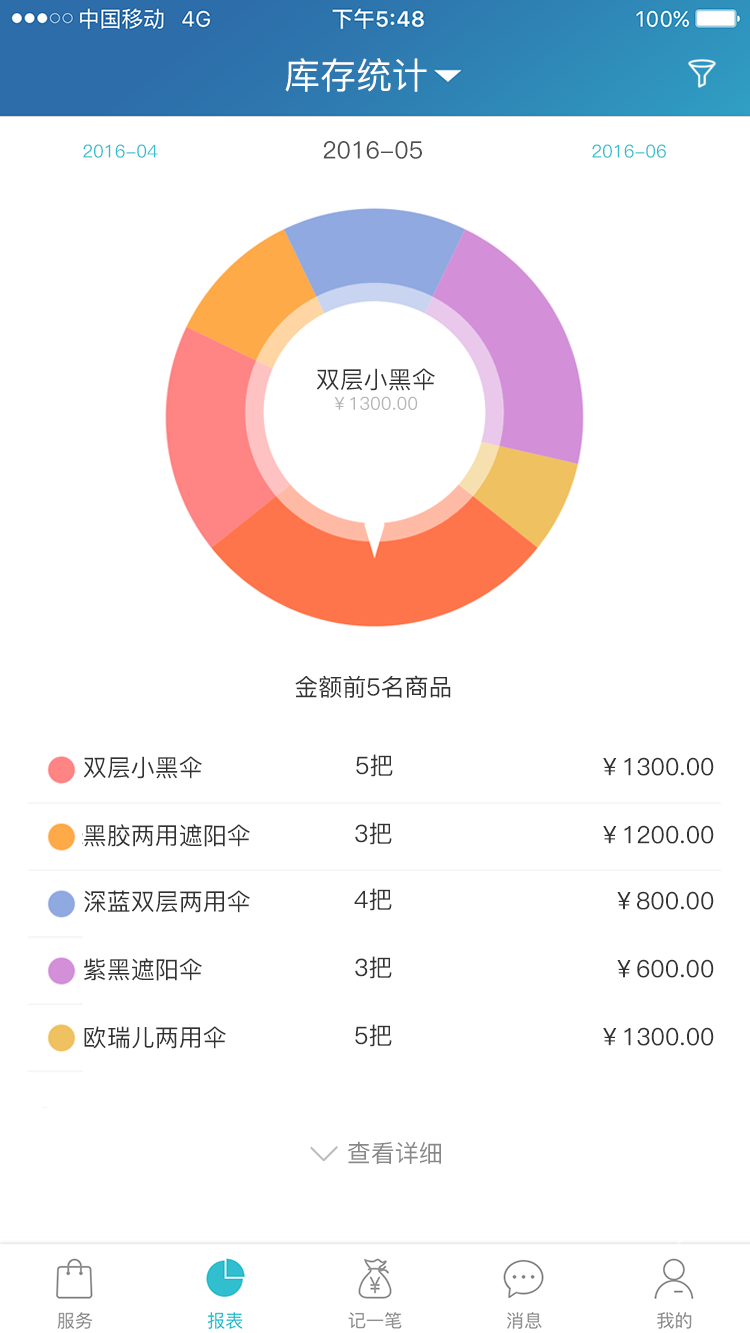 中国移动 4G 下午5:48 100%
库存统计
2016-04 2016-05 2016-06
双层小黑伞
¥1300.00
金额前5名商品
双层小黑伞 5把 ¥1300.00
黑胶两用遮阳伞 3把 ¥1200.00
深蓝双层两用伞 4把 ¥800.00
紫黑遮阳伞 3把 ¥600.00
欧瑞儿两用伞 5把 ¥1300.00
查看详细
服务 报表 记一笔 消息 我的